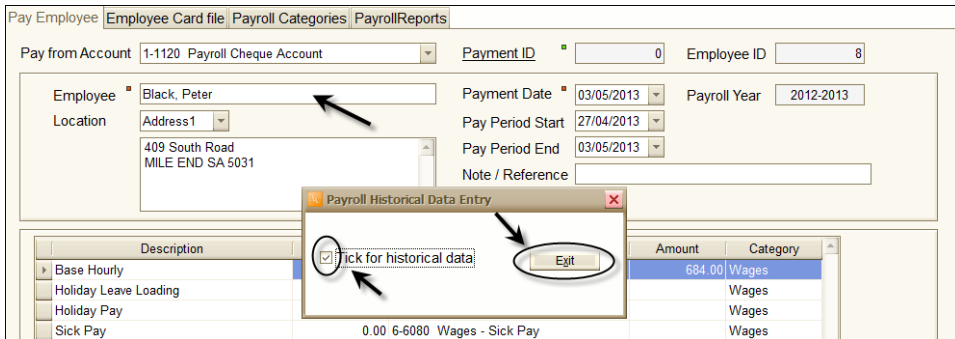 Pay Employee Employee Card file Payroll Categories PayrollReports
Pay from Account 1-1120 Payroll Cheque Account Payment ID 0 Employee ID 8
Employee Black, Peter Payment Date 03/05/2013 Payroll Year 2012-2013
Location Address1 Pay Period Start 27/04/2013
409 South Road Pay Period End 03/05/2013
MILE END SA 5031
Note / Reference
Payroll Historical Data Entry
Tick for historical data Exit
Description Amount Category
Base Hourly 684.00 Wages
Holiday Leave Loading Wages
Holiday Pay Wages
Sick Pay 0.00 6-6080 Wages - Sick Pay Wages